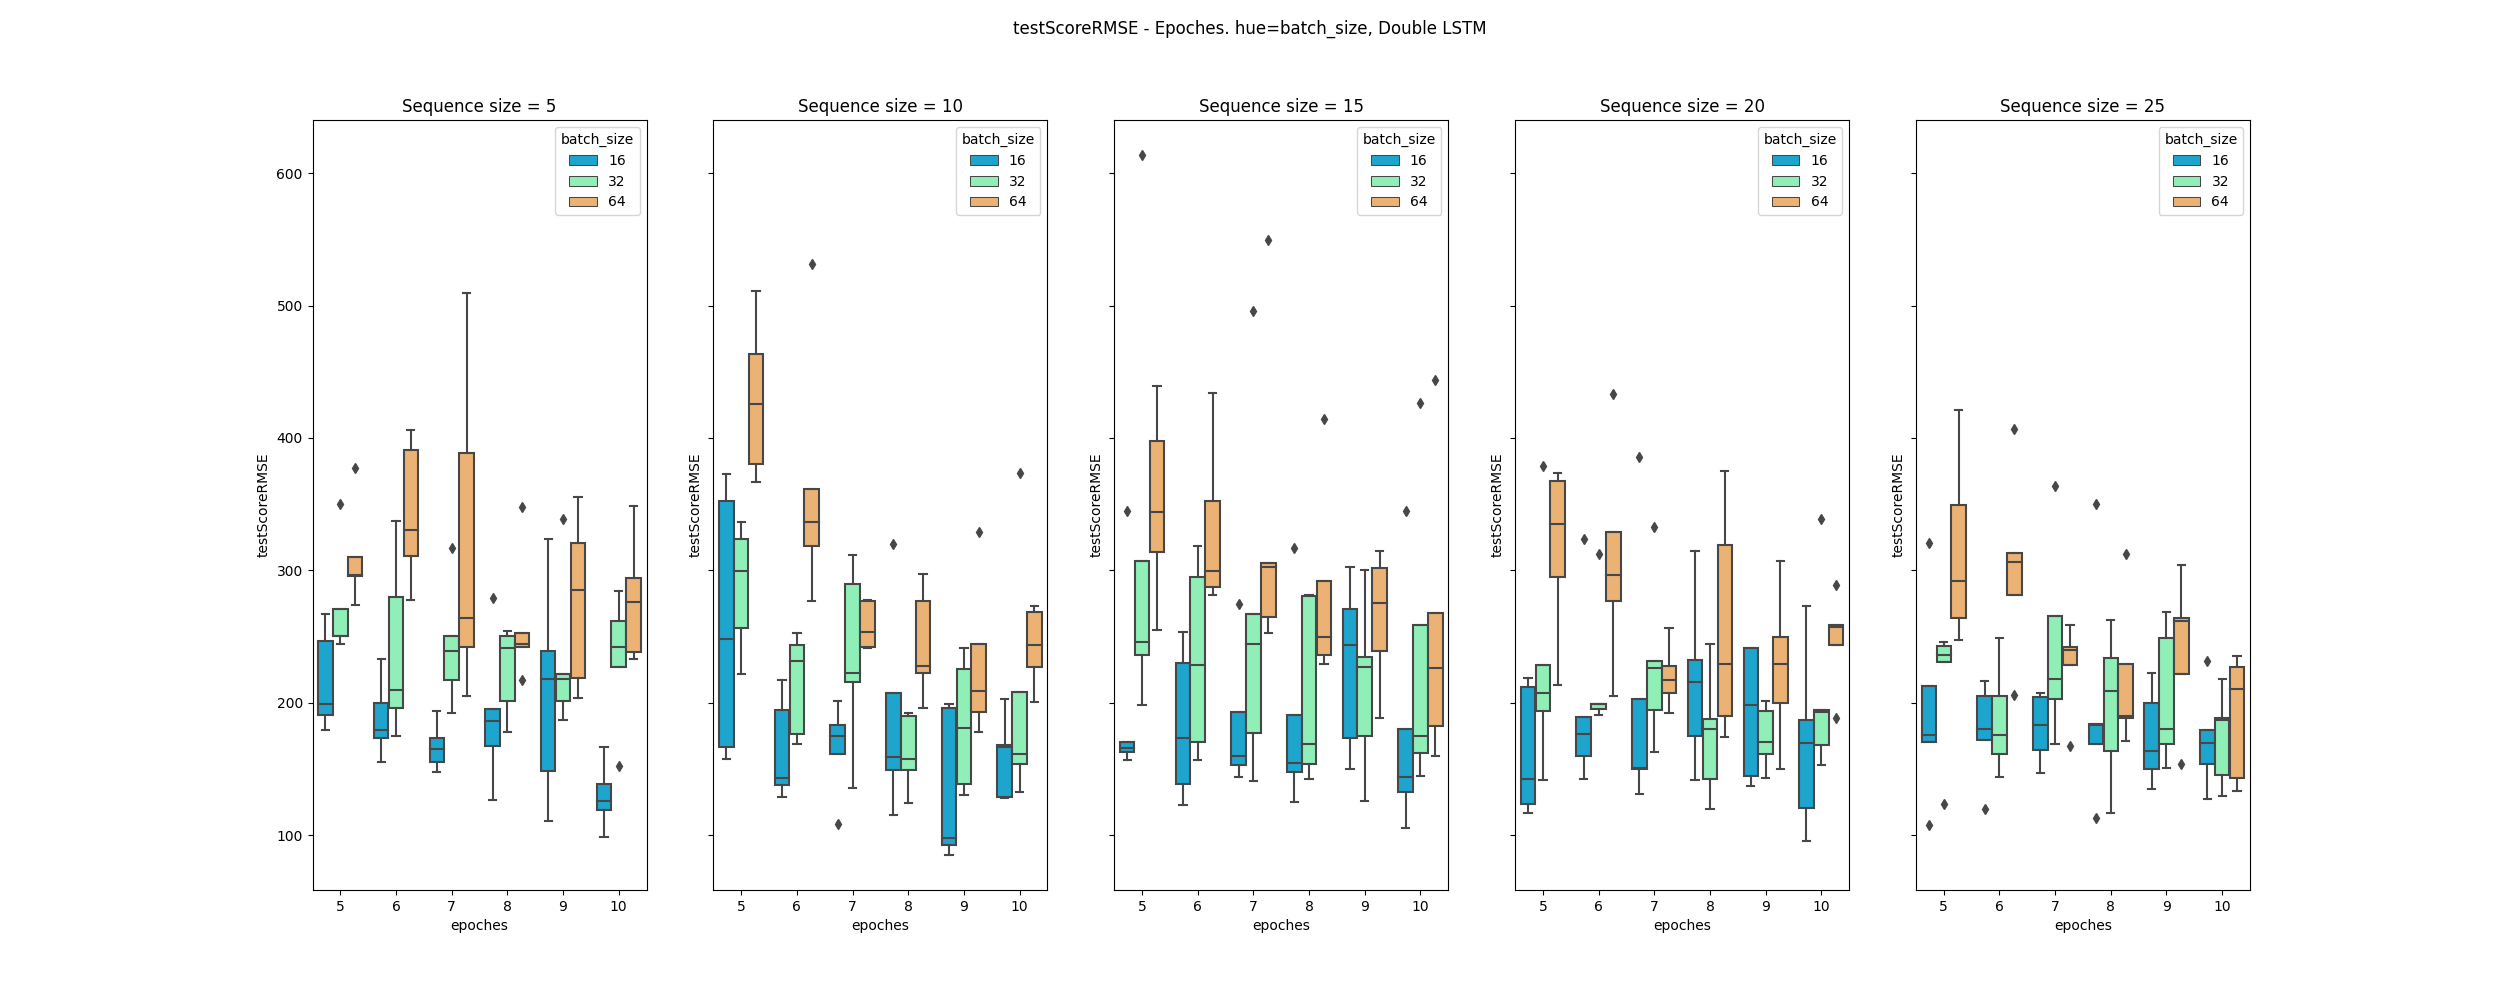 testScoreRMSE - Epoches. hue=batch_size, Double LSTM
Sequence size = 5
batch_size
16
32
64
600
500
400
300
200
100
testScoreRMSE
5 6 7 8 9 10
epoches
Sequence size = 10
batch_size
16
32
64
testScoreRMSE
5 6 7 8 9 10
epoches
Sequence size = 15
batch_size
16
32
64
testScoreRMSE
5 6 7 8 9 10
epoches
Sequence size = 20
batch_size
16
32
64
testScoreRMSE
5 6 7 8 9 10
epoches
Sequence size = 25
batch_size
16
32
64
testScoreRMSE
5 6 7 8 9 10
epoches